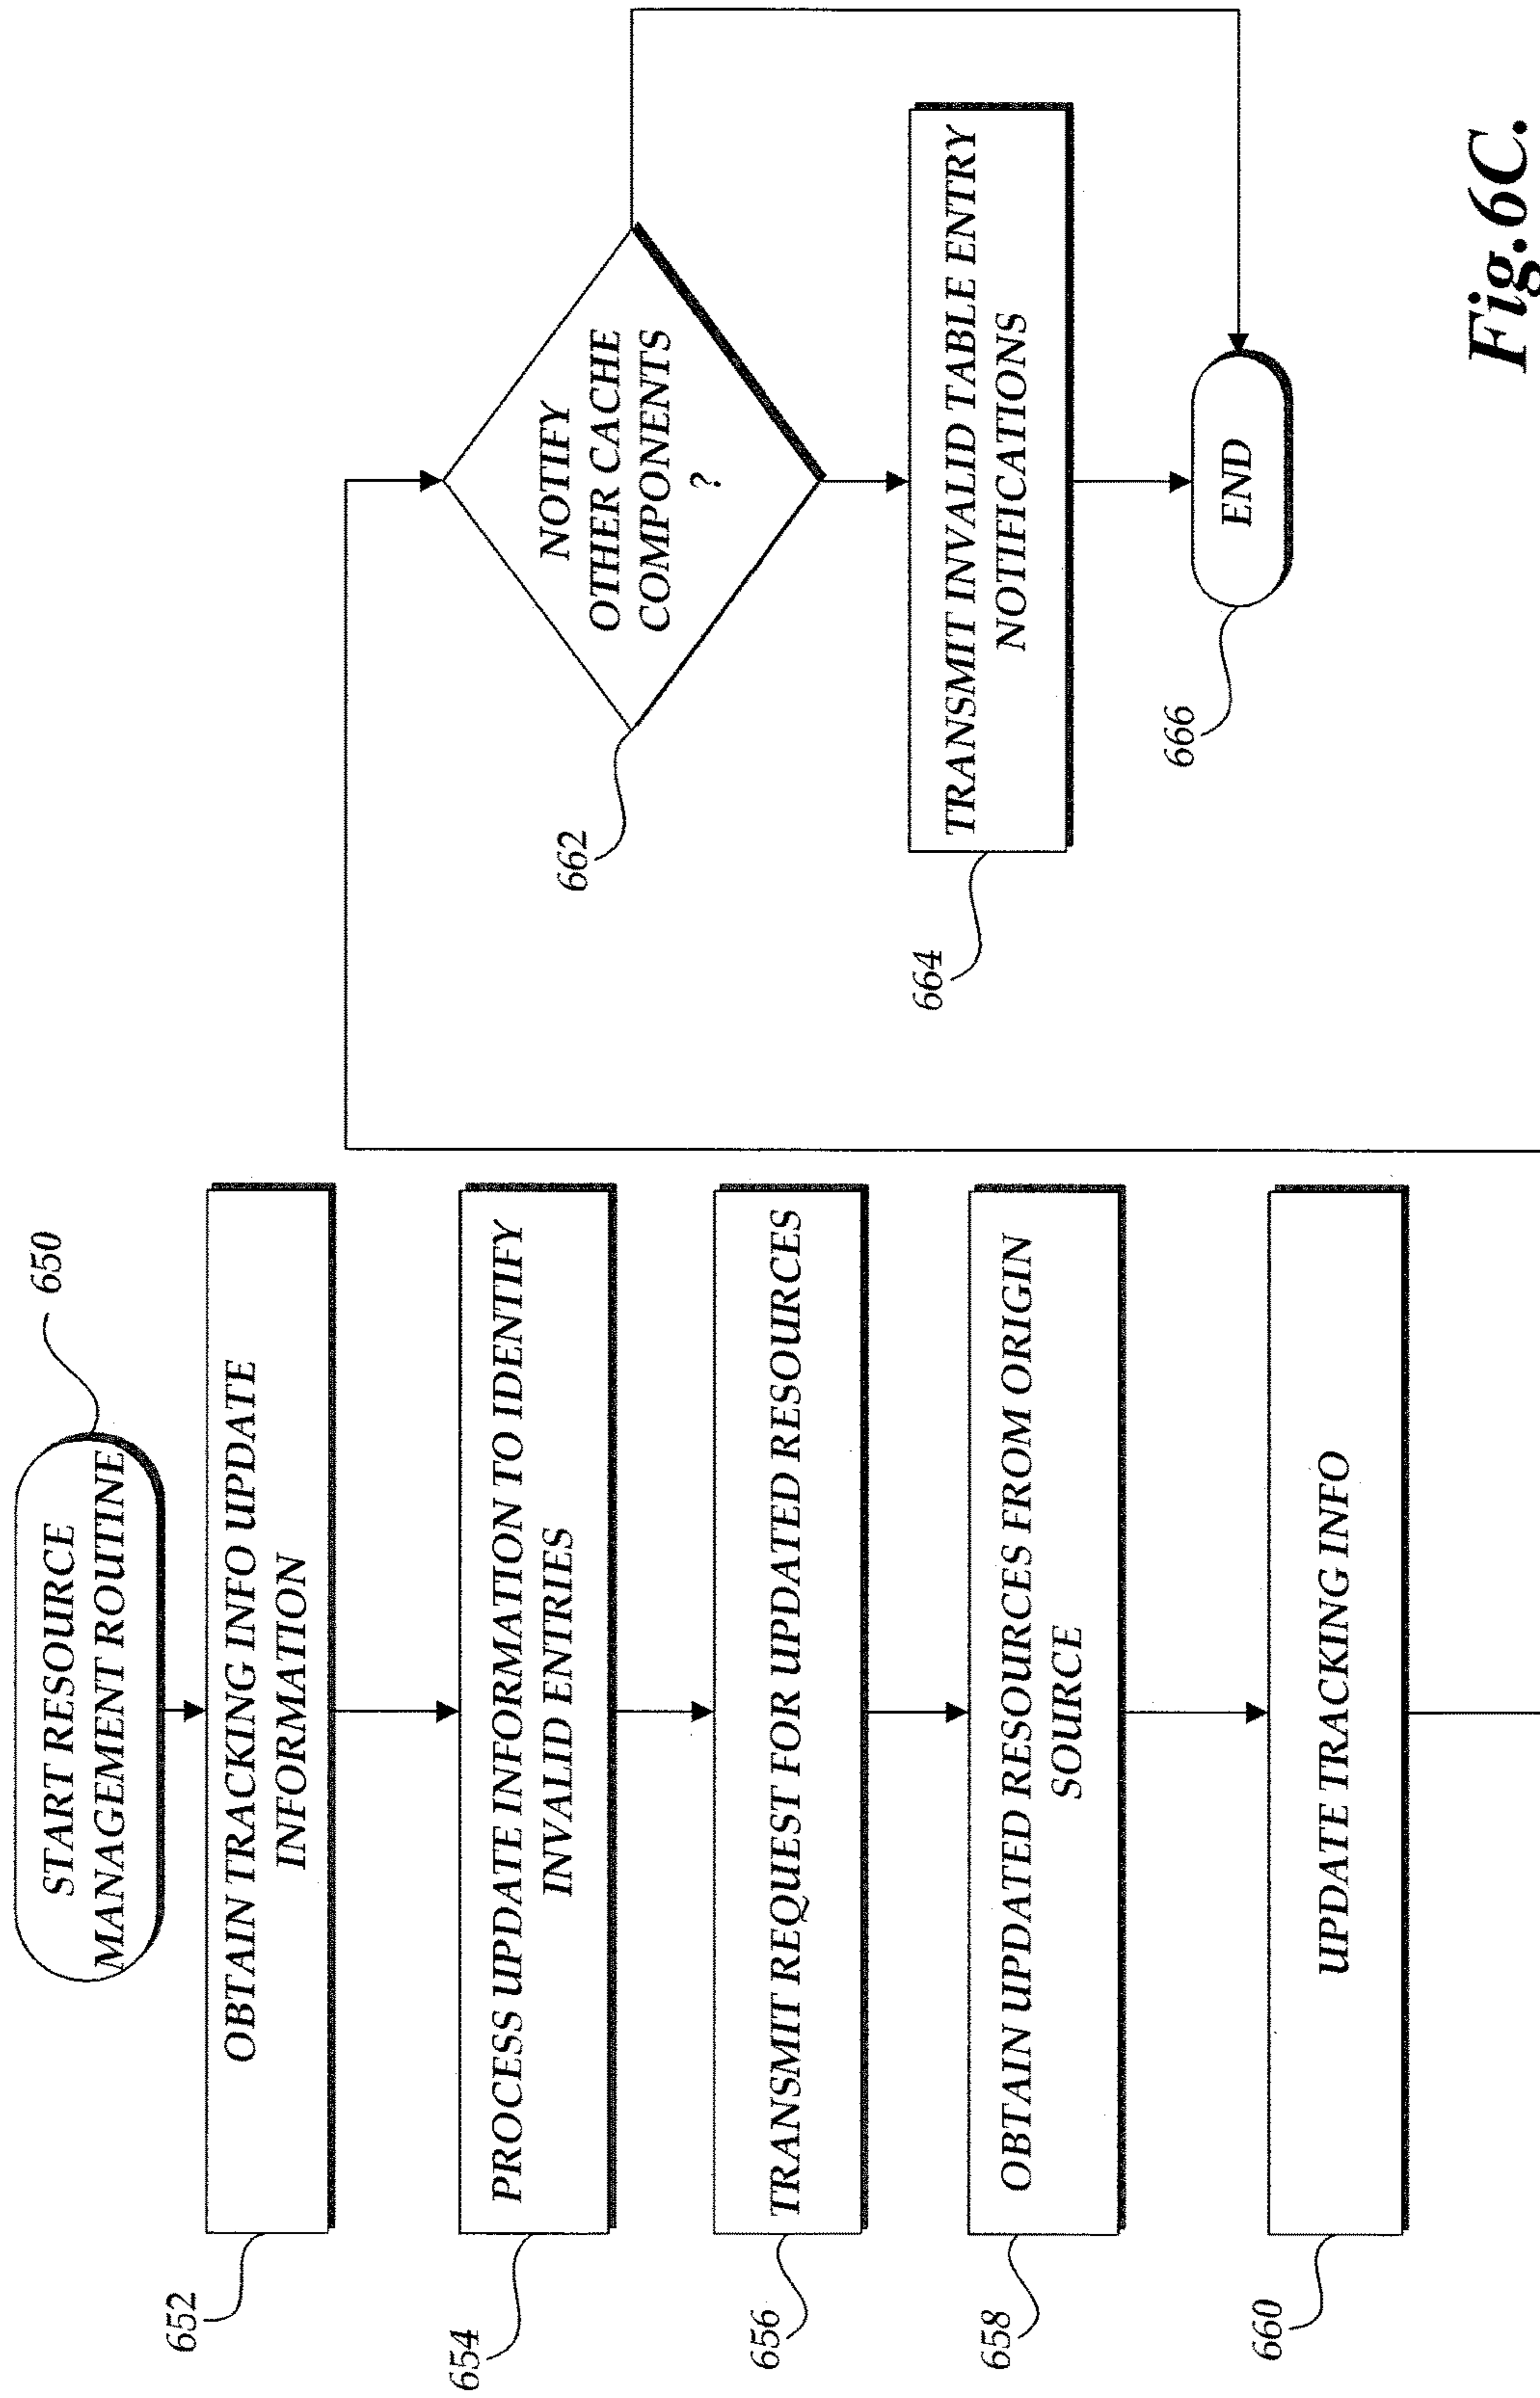 650
START RESOURCE
MANAGEMENT ROUTINE
652
OBTAIN TRACKING INFO UPDATE
INFORMATION
654
PROCESS UPDATE INFORMATION TO IDENTIFY
INVALID ENTRIES
656
TRANSMIT REQUEST FOR UPDATED RESOURCES
658
OBTAIN UPDATED RESOURCES FROM ORIGIN
SOURCE
660
UPDATE TRACKING INFO
662
NOTIFY
OTHER CACHE
COMPONENTS
?
664
TRANSMIT INVALID TABLE ENTRY
NOTIFICATIONS
666
END
Fig.6C.